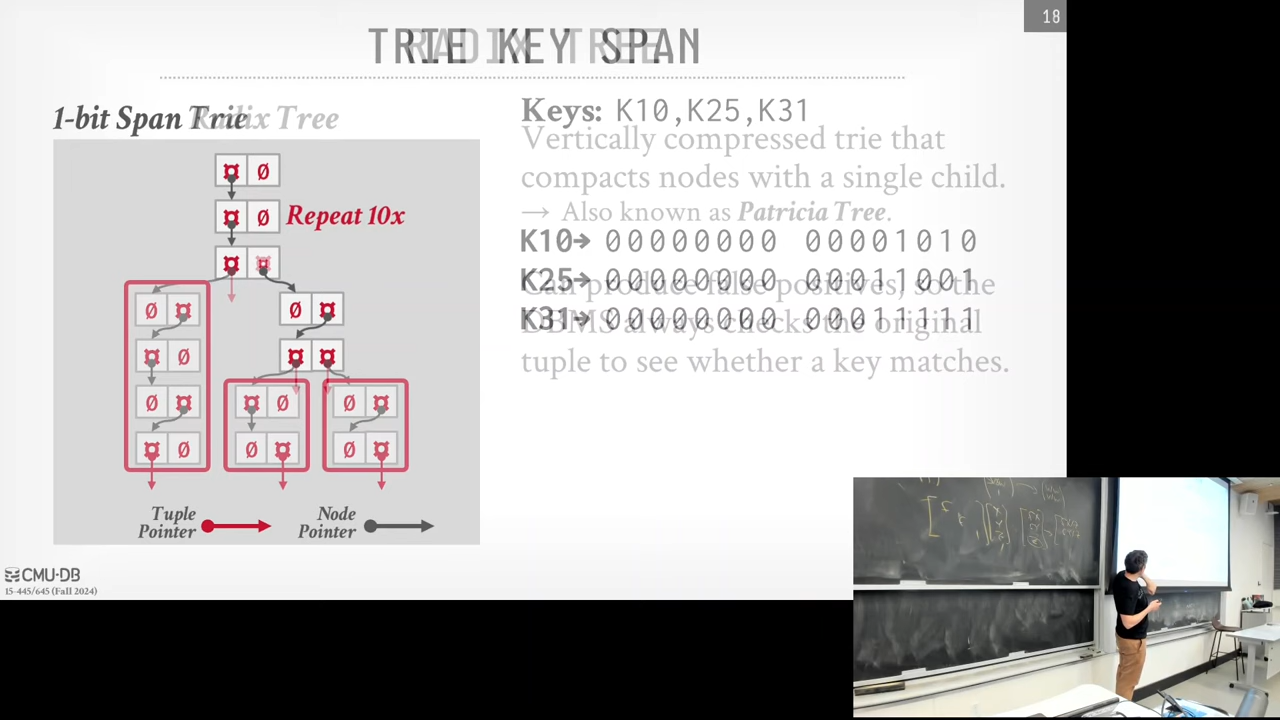 18
TRIE KEY SPAN
RADIX TREE
1-bit Span Trie
Radix Tree
Keys: K10,K25,K31
Vertically compressed trie that
compacts nodes with a single child.
→ Also known as Patricia Tree.
K10→ 00000000 00001010
K25→ 00000000 00011001
K31→ 00000000 00011111
Can produce false positives, so the
DBMS always checks the original
tuple to see whether a key matches.
¤ Ø
¤ Ø Repeat 10x
¤ ¤
Ø ¤ Ø ¤
¤ Ø ¤ ¤
Ø ¤ ¤ Ø Ø ¤
¤ Ø Ø ¤ Ø ¤
Tuple
Pointer
Node
Pointer
CMU·DB
15-445/645 (Fall 2024)